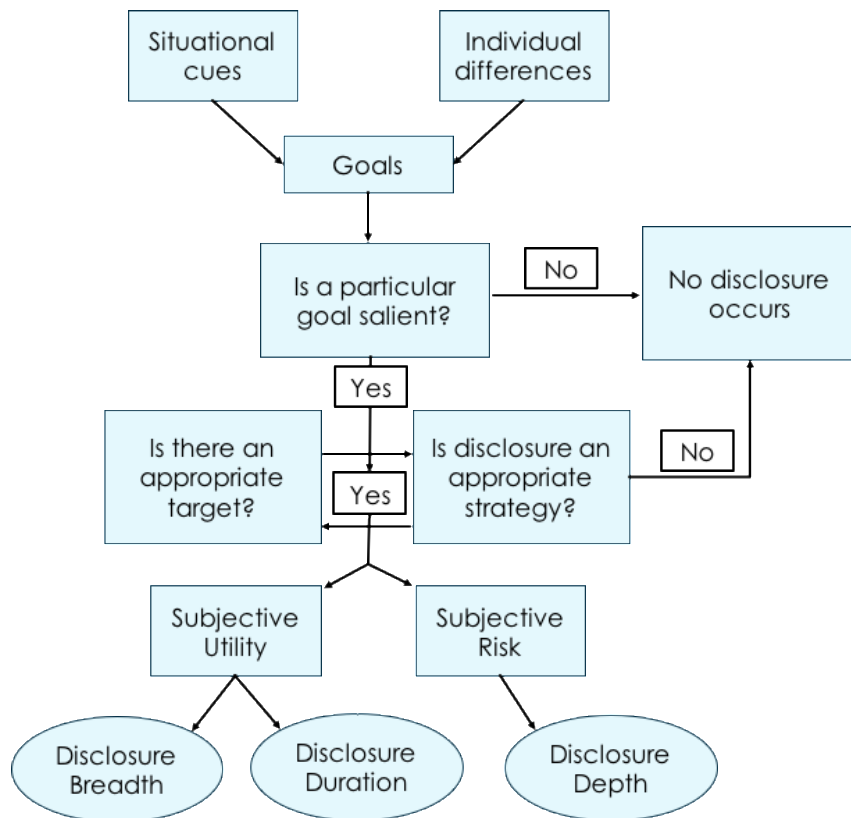 Situational
cues
Individual
differences
Goals
Is a particular
goal salient?
No
No disclosure
occurs
Yes
Is there an
appropriate
target?
Is disclosure an
appropriate
strategy?
No
Yes
Subjective
Utility
Subjective
Risk
Disclosure
Breadth
Disclosure
Duration
Disclosure
Depth